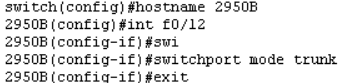 switch(config)#hostname 2950B
2950B(config)#int f0/12
2950B(config-if)#swi
2950B(config-if)#switchport mode trunk
2950B(config-if)#exit